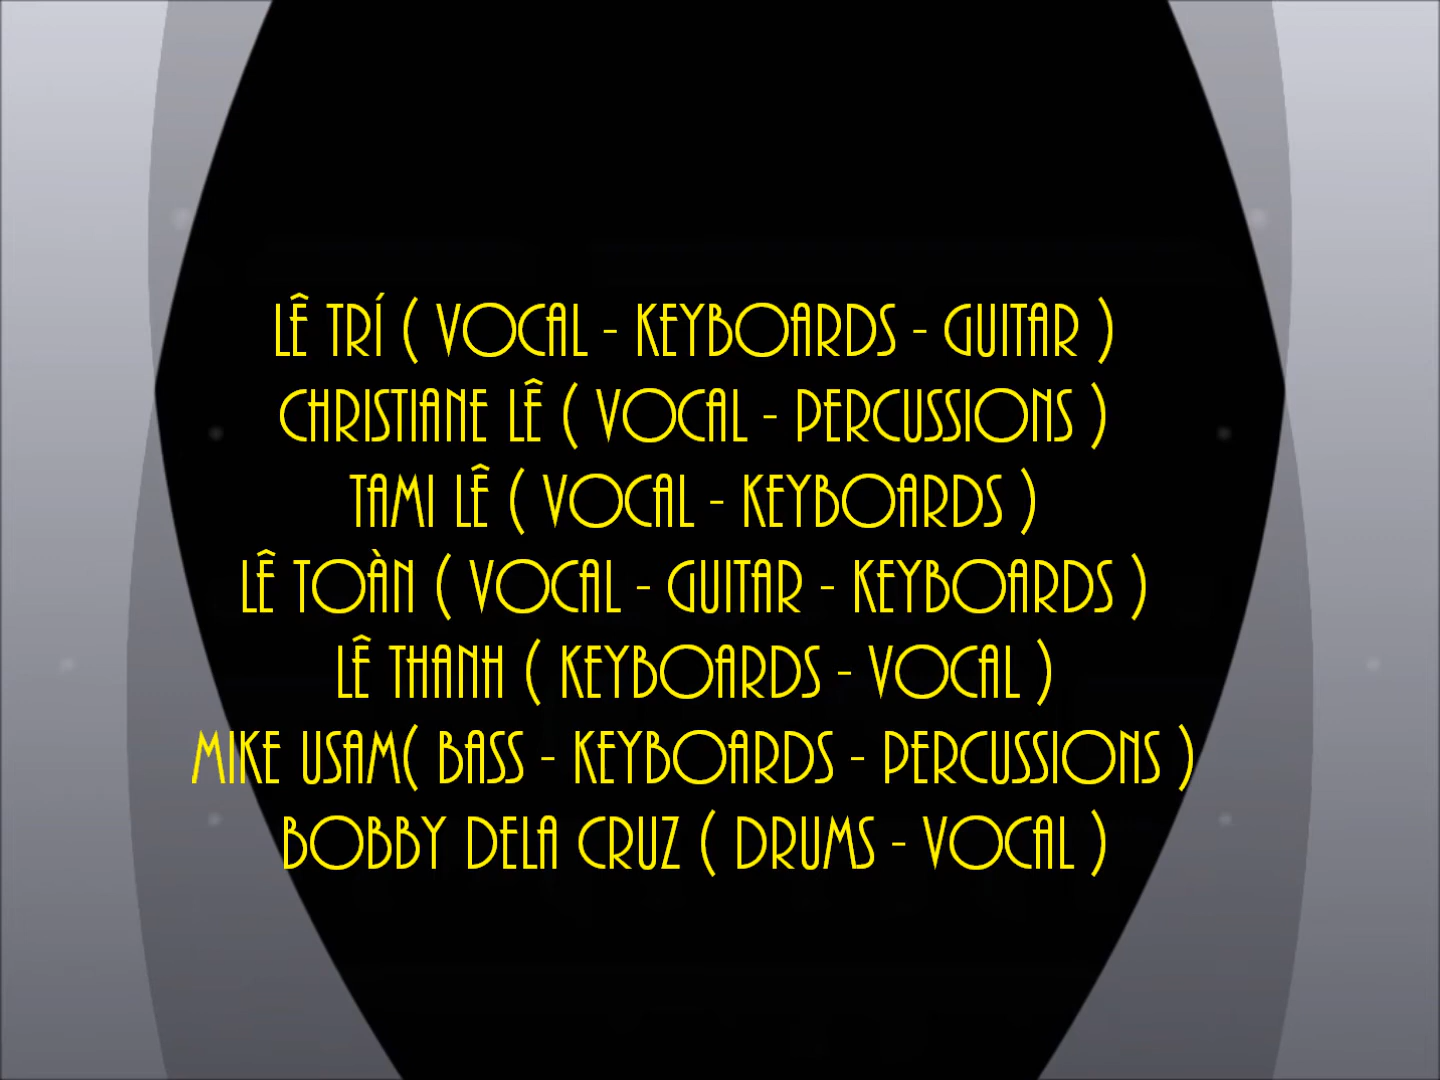 LÊ TRÍ ( VOCAL - KEYBOARDS - GUITAR )
CHRISTIANE LÊ ( VOCAL - PERCUSSIONS )
TAMI LÊ ( VOCAL - KEYBOARDS )
LÊ TOÀN ( VOCAL - GUITAR - KEYBOARDS )
LÊ THANH ( KEYBOARDS - VOCAL )
MIKE USAM( BASS - KEYBOARDS - PERCUSSIONS )
BOBBY DELA CRUZ ( DRUMS - VOCAL )